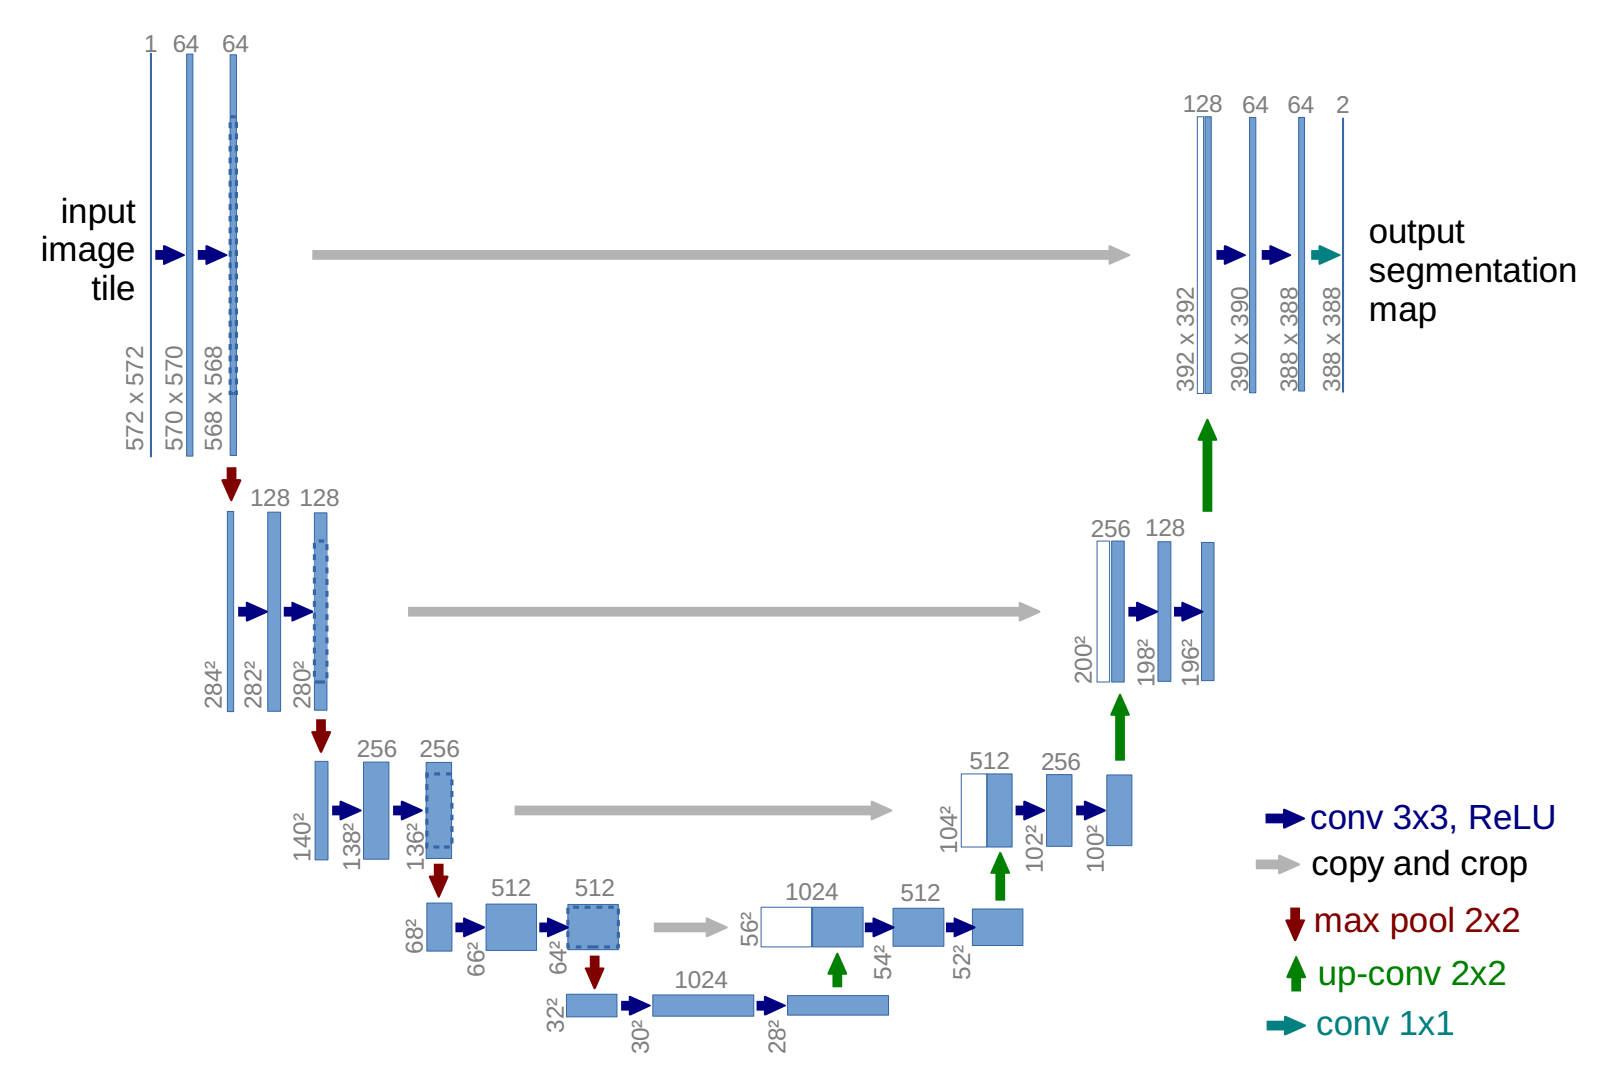 1 64 64
input
image
tile
572 x 572
570 x 570
568 x 568
128 64 64 2
392 x 392
390 x 390
388 x 388
388 x 388
output
segmentation
map
128 128
284²
282²
280²
256 128
200²
198²
196²
256 256
140²
138²
136²
512 256
104²
102²
100²
512 512
68²
66²
64²
1024 512
56²
54²
52²
1024
32²
30²
28²
conv 3x3, ReLU
copy and crop
max pool 2x2
up-conv 2x2
conv 1x1